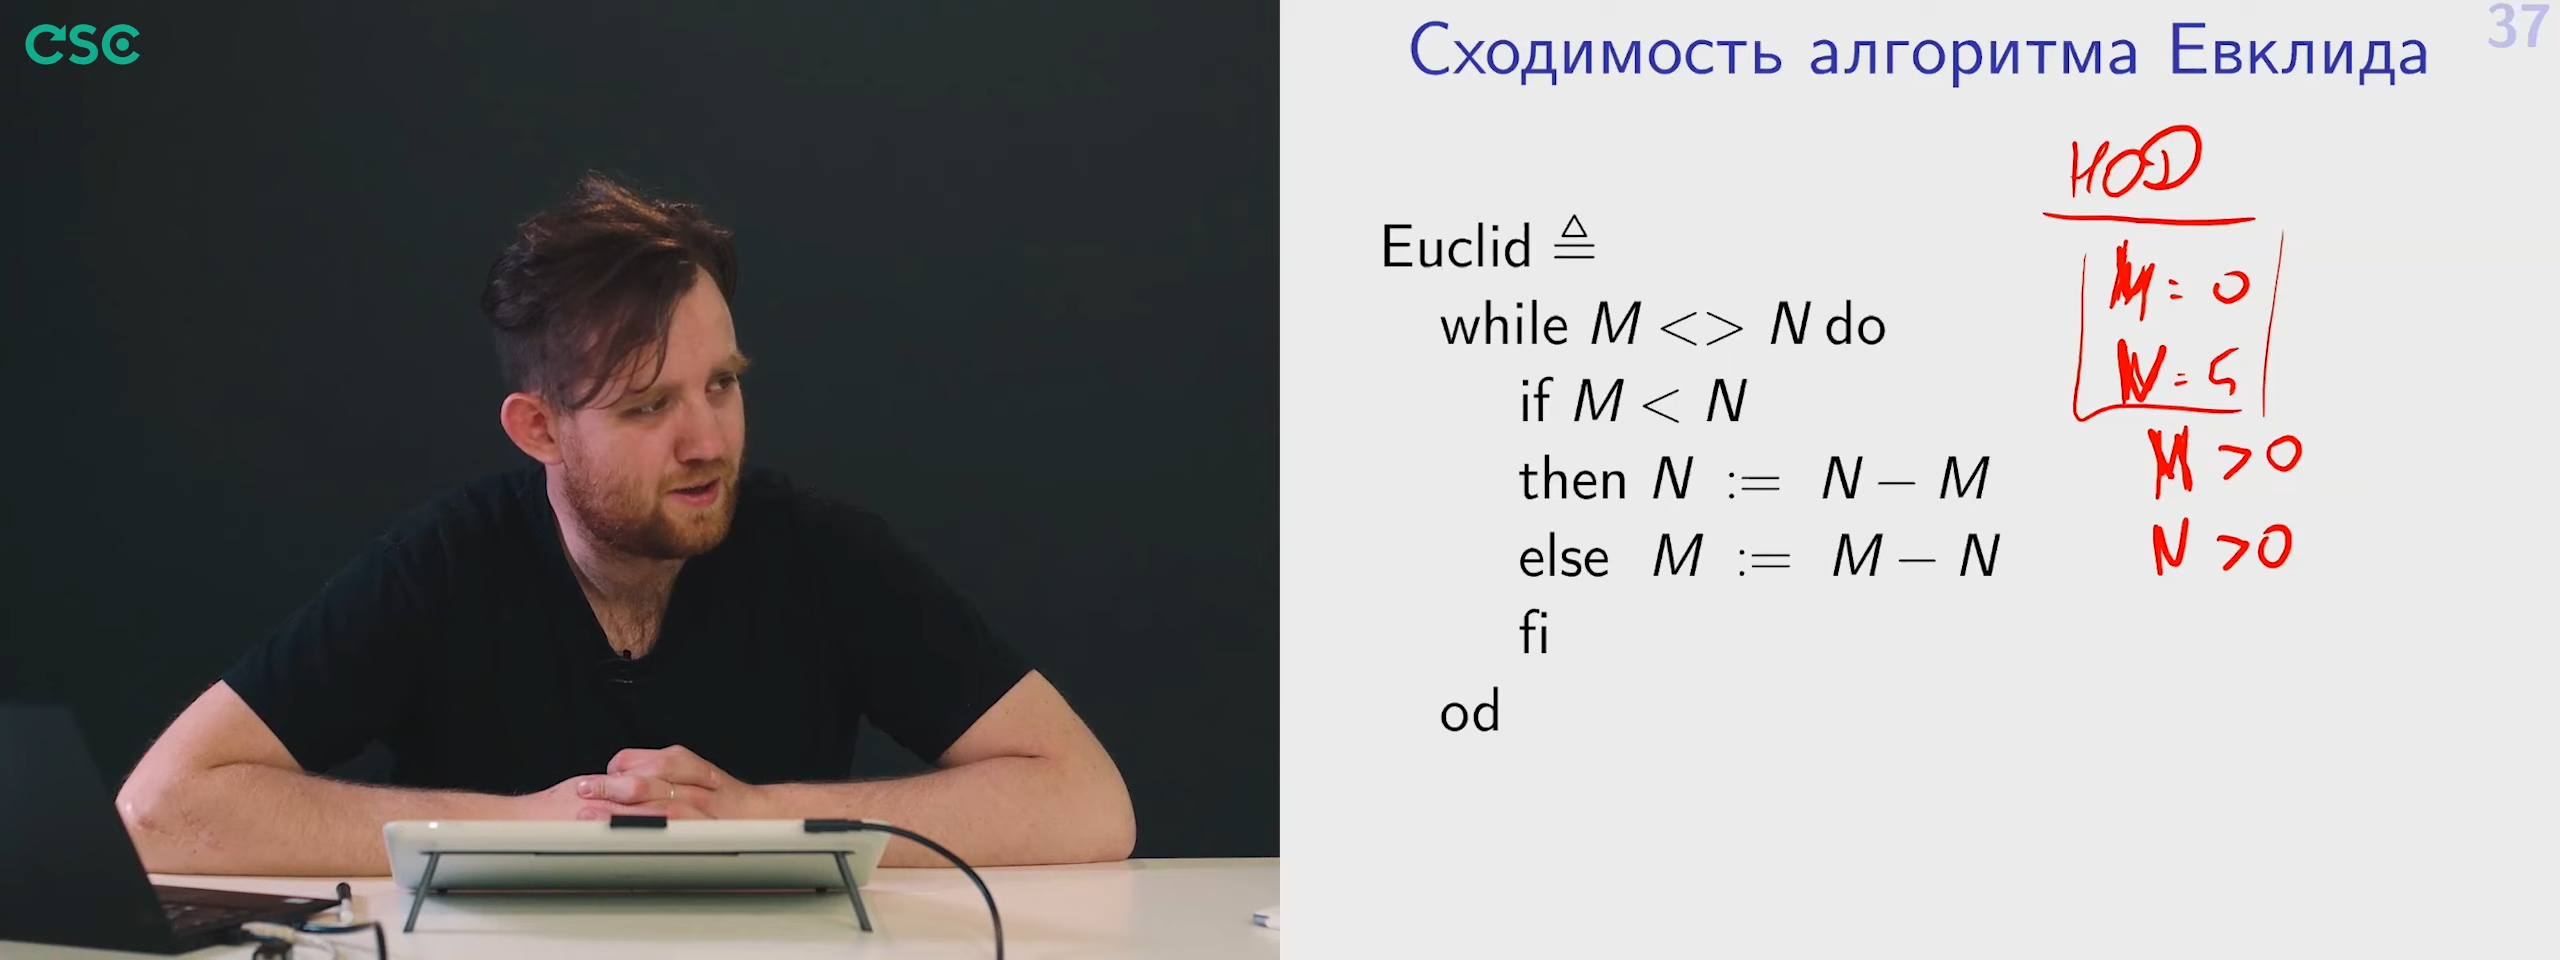 CSC
37
Сходимость алгоритма Евклида
НОД
Euclid ≜
while M <> N do
if M < N
then N := N − M
else M := M − N
fi
od
M = 0
N = 5
M > 0
N > 0